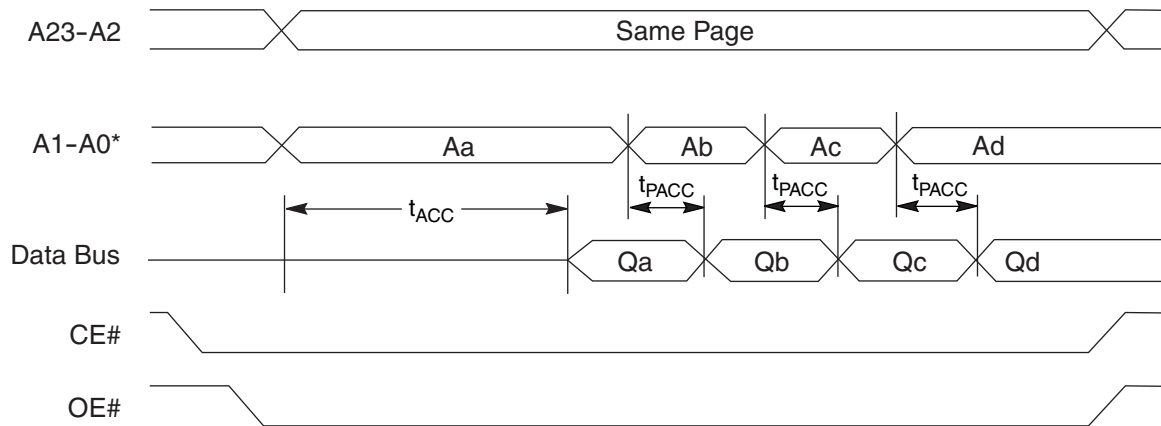 A23-A2
Same Page
A1-A0*
Aa
Ab
Ac
Ad
tACC
tPACC
tPACC
tPACC
Data Bus
Qa
Qb
Qc
Qd
CE#
OE#